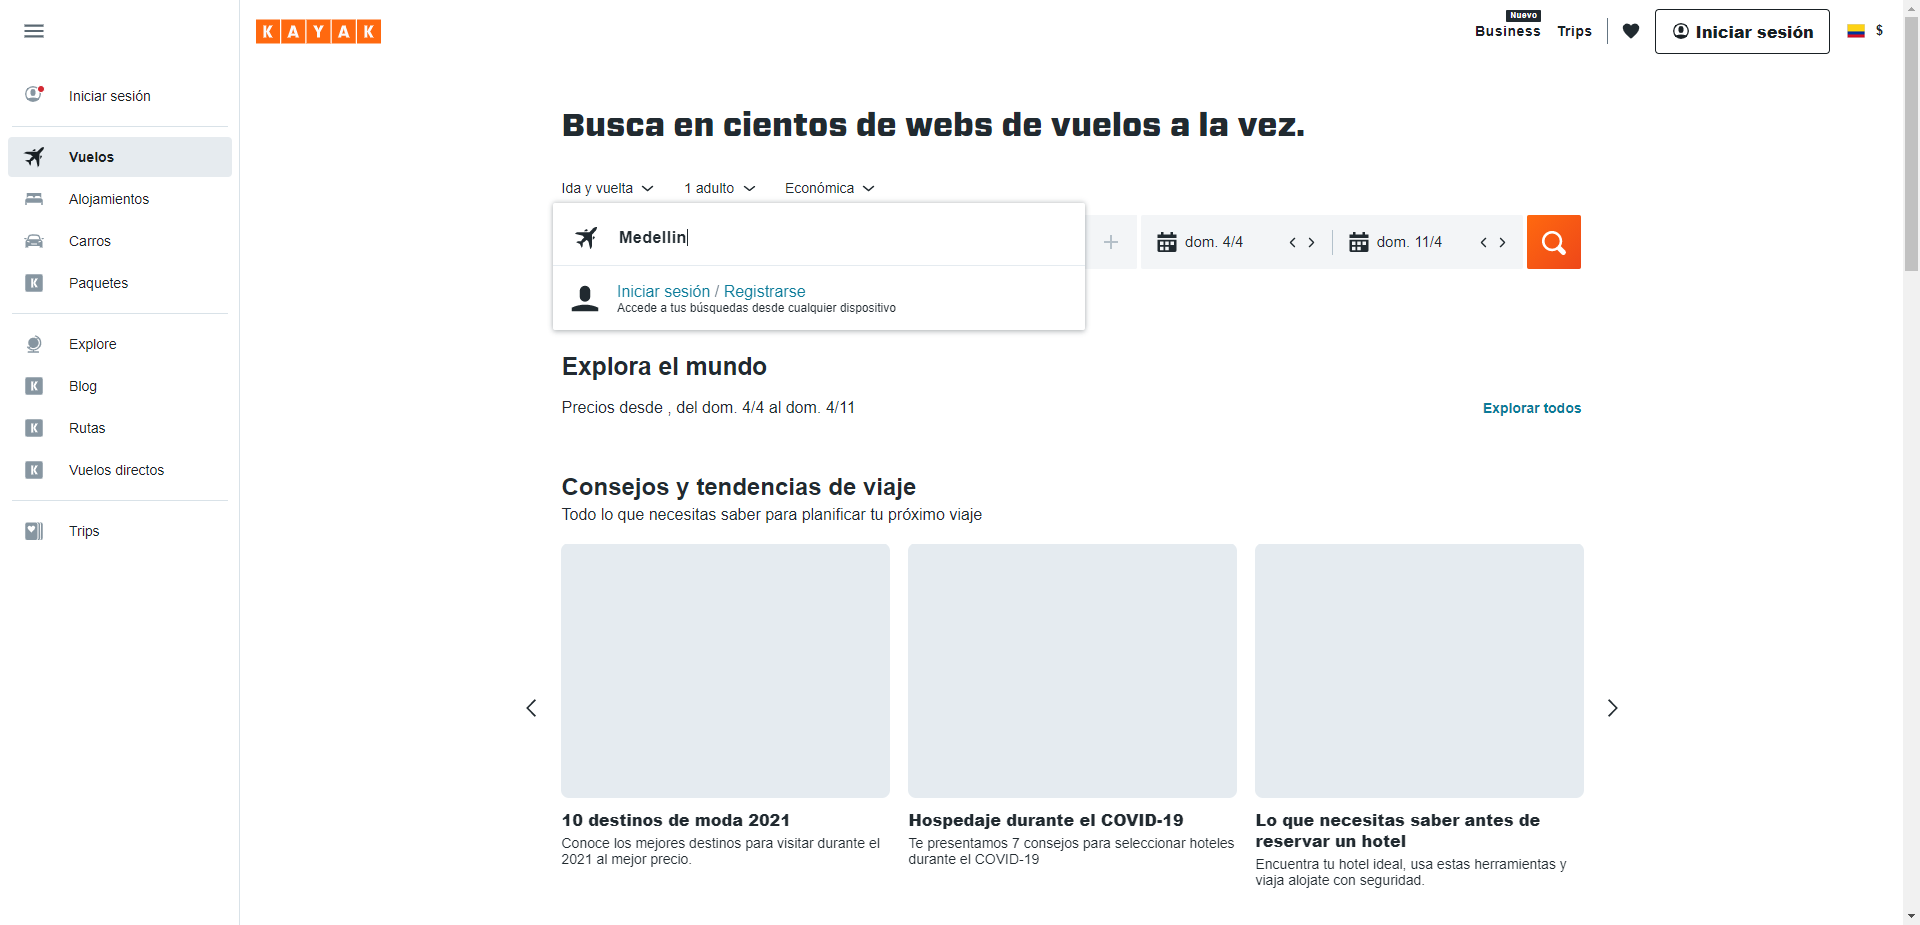 KAYAK
Nuevo
Business
Trips
Iniciar sesión
$
Iniciar sesión
Vuelos
Alojamientos
Carros
K Paquetes
Explore
K Blog
K Rutas
K Vuelos directos
Trips
Busca en cientos de webs de vuelos a la vez.
Ida y vuelta 1 adulto Económica
Medellin
dom. 4/4 dom. 11/4
Iniciar sesión / Registrarse
Accede a tus búsquedas desde cualquier dispositivo
Explora el mundo
Precios desde , del dom. 4/4 al dom. 4/11
Explorar todos
Consejos y tendencias de viaje
Todo lo que necesitas saber para planificar tu próximo viaje
10 destinos de moda 2021
Conoce los mejores destinos para visitar durante el
2021 al mejor precio.
Hospedaje durante el COVID-19
Te presentamos 7 consejos para seleccionar hoteles
durante el COVID-19
Lo que necesitas saber antes de
reservar un hotel
Encuentra tu hotel ideal, usa estas herramientas y
viaja alojate con seguridad.